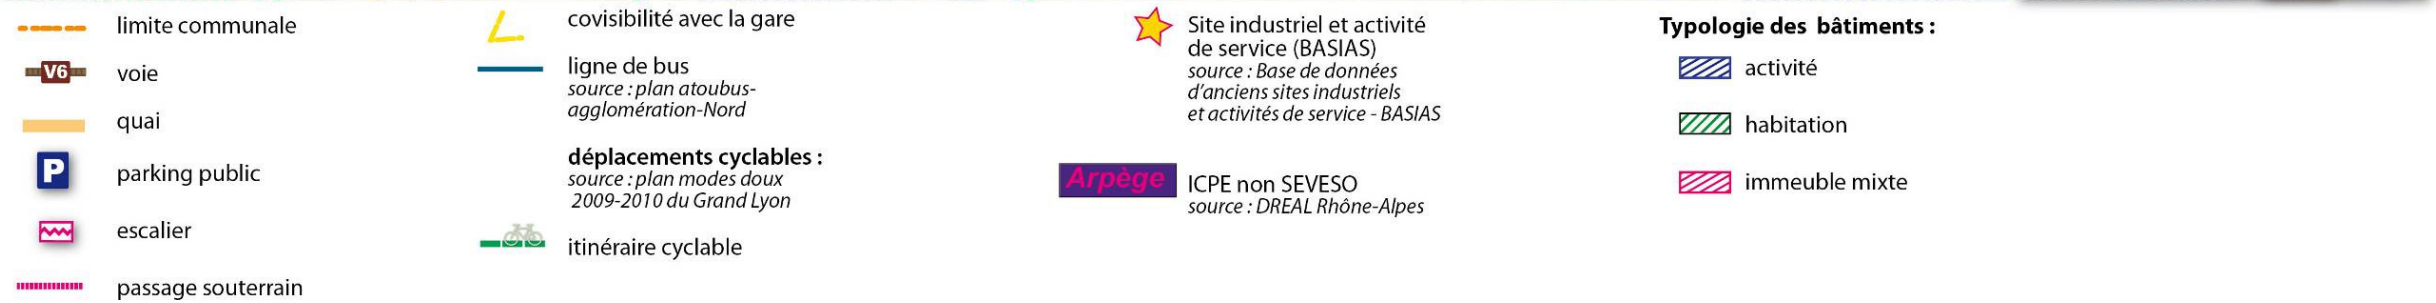 limite communale
V6
voie
quai
P
parking public
escalier
passage souterrain
covisibilité avec la gare
ligne de bus
source : plan atoubus-
agglomération-Nord
déplacements cyclables :
source : plan modes doux
2009-2010 du Grand Lyon
itinéraire cyclable
Site industriel et activité
de service (BASIAS)
source : Base de données
d'anciens sites industriels
et activités de service - BASIAS
Arpège
ICPE non SEVESO
source : DREAL Rhône-Alpes
Typologie des bâtiments :
activité
habitation
immeuble mixte